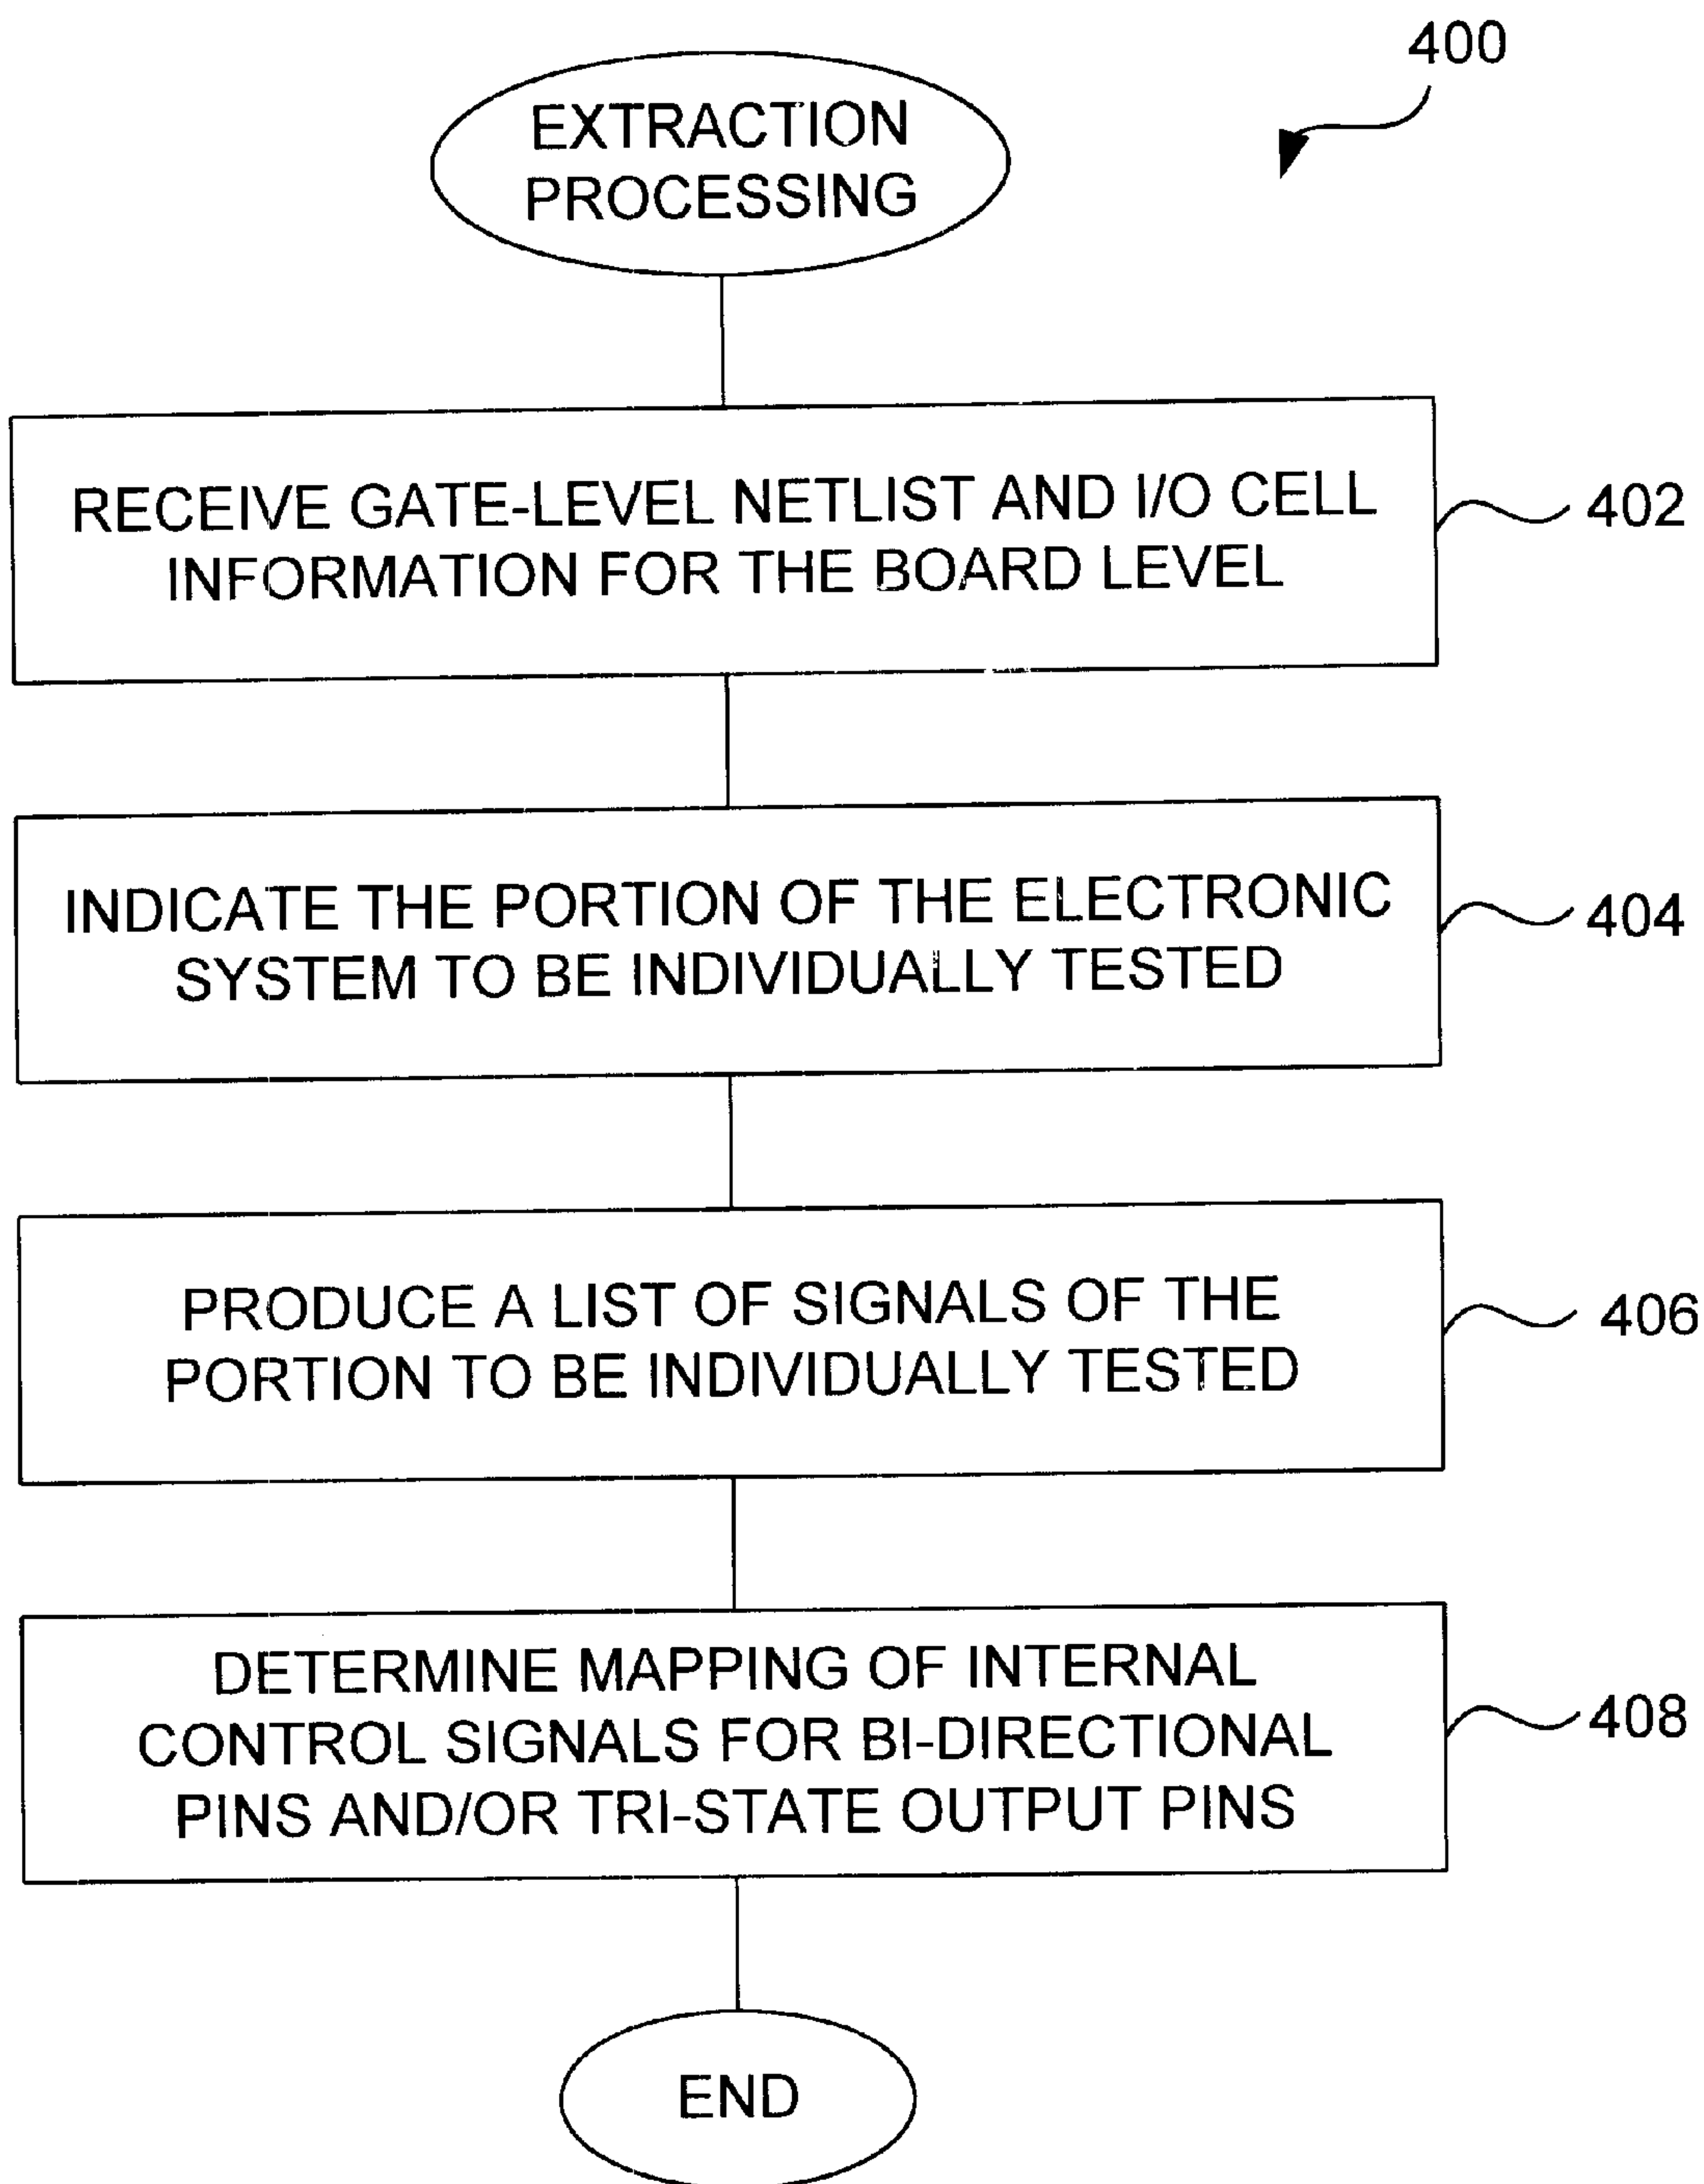 400
EXTRACTION
PROCESSING
RECEIVE GATE-LEVEL NETLIST AND I/O CELL
INFORMATION FOR THE BOARD LEVEL
402
INDICATE THE PORTION OF THE ELECTRONIC
SYSTEM TO BE INDIVIDUALLY TESTED
404
PRODUCE A LIST OF SIGNALS OF THE
PORTION TO BE INDIVIDUALLY TESTED
406
DETERMINE MAPPING OF INTERNAL
CONTROL SIGNALS FOR BI-DIRECTIONAL
PINS AND/OR TRI-STATE OUTPUT PINS
408
END